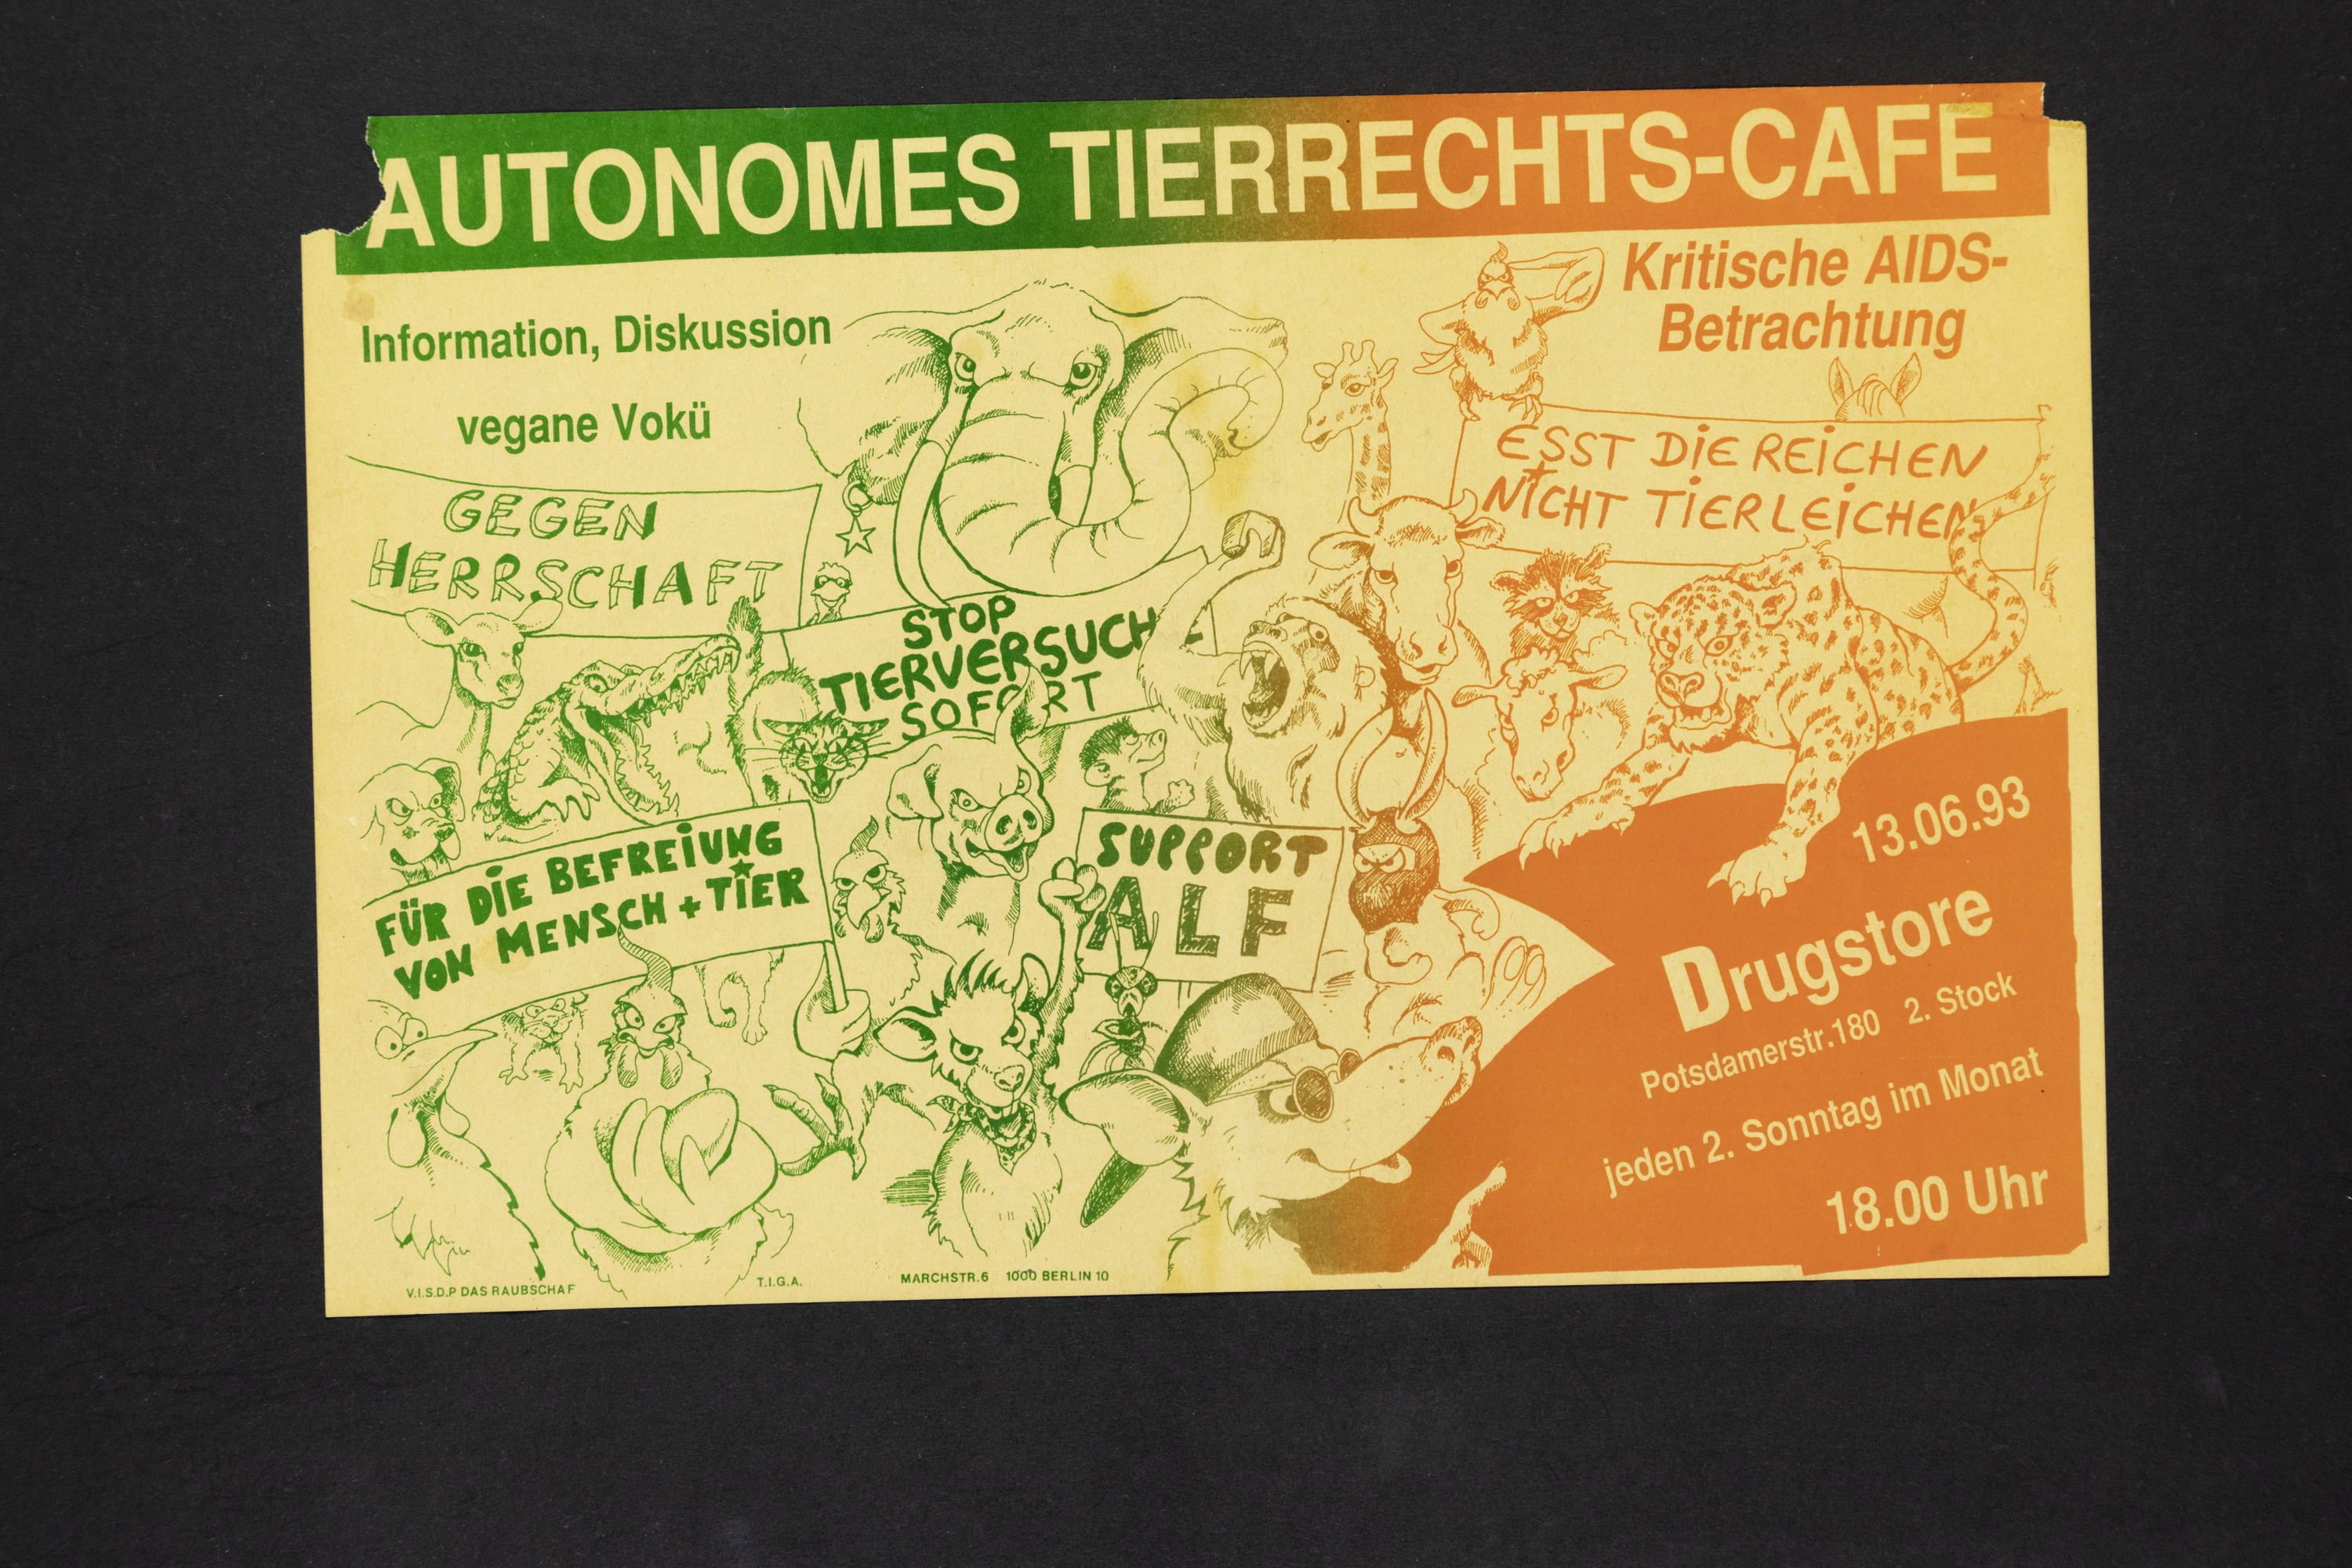 AUTONOMES TIERRECHTS-CAFE
Information, Diskussion
vegane Vokü
Kritische AIDS-
Betrachtung
GEGEN
HERRSCHAFT
ESST DIE REICHEN
NICHT TIERLEICHEN
STOP
TIERVERSUCH
SOFORT
FÜR DIE BEFREIUNG
VON MENSCH + TIER
SUPPORT
ALF
13.06.93
Drugstore
Potsdamerstr.180 2. Stock
jeden 2. Sonntag im Monat
18.00 Uhr
V.I.S.D.P DAS RAUBSCHAF T.I.G.A. MARCHSTR.6 1000 BERLIN 10